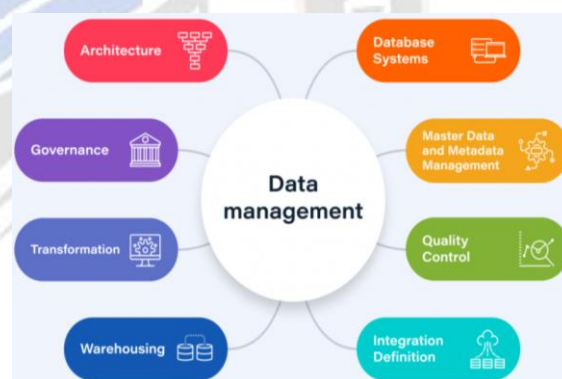 Architecture
Database
Systems
Governance
Master Data
and Metadata
Management
Data
management
Transformation
Quality
Control
Warehousing
Integration
Definition